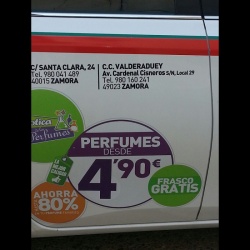 C/ SANTA CLARA, 24
Tel. 980 041 489
40015 ZAMORA
C.C. VALDERADUEY
Av. Cardenal Cisneros S/N, Local 29
Tel. 980 160 241
49023 ZAMORA
Perfumes
PERFUMES
DESDE
4'90€
FRASCO
GRATIS
AHORRA
80%